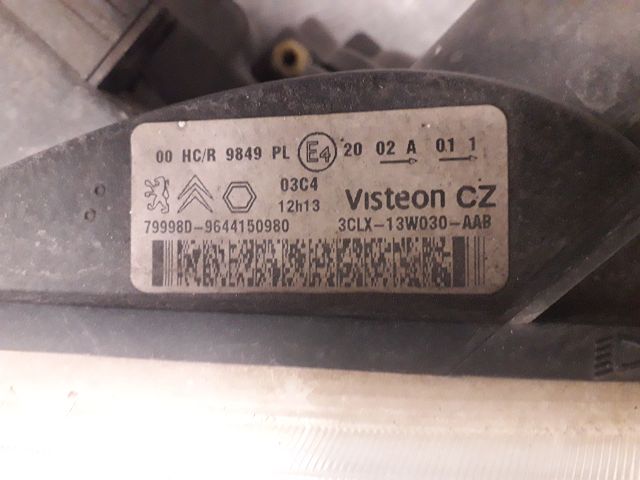 00 HC/R 9849 PL E4 20 02 A 01 1
03C4
12h13
Visteon CZ
79998D-9644150980 3CLX-13W030-AAB